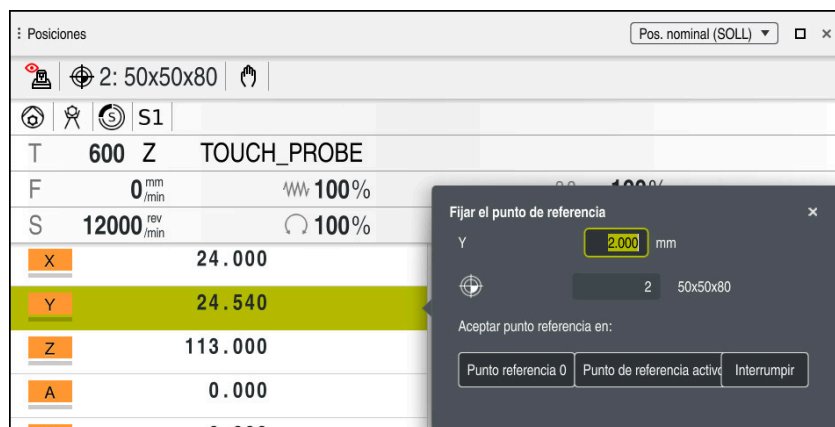 Posiciones
Pos. nominal (SOLL)
2: 50x50x80
S S1
T 600 Z TOUCH_PROBE
F 0 mm/min 100% 100%
S 12000 rev/min 100%
Fijar el punto de referencia
X 24.000
Y 2.000 mm
Y 24.540
2 50x50x80
Z 113.000
Aceptar punto referencia en:
Punto referencia 0 Punto de referencia activo Interrumpir
A 0.000